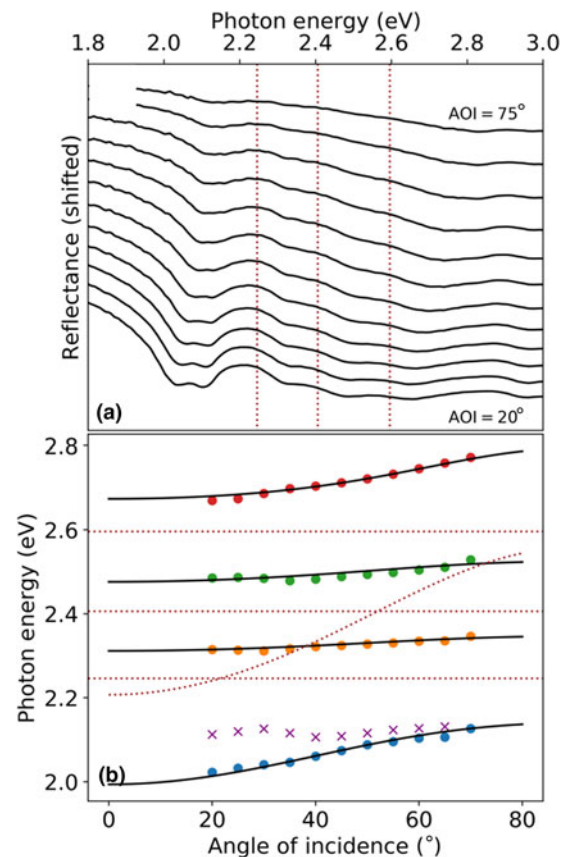 Photon energy (eV)
1.8 2.0 2.2 2.4 2.6 2.8 3.0
Reflectance (shifted)
AOI = 75°
(a)
AOI = 20°
Photon energy (eV)
2.8
2.6
2.4
2.2
2.0
(b)
0 20 40 60 80
Angle of incidence (°)